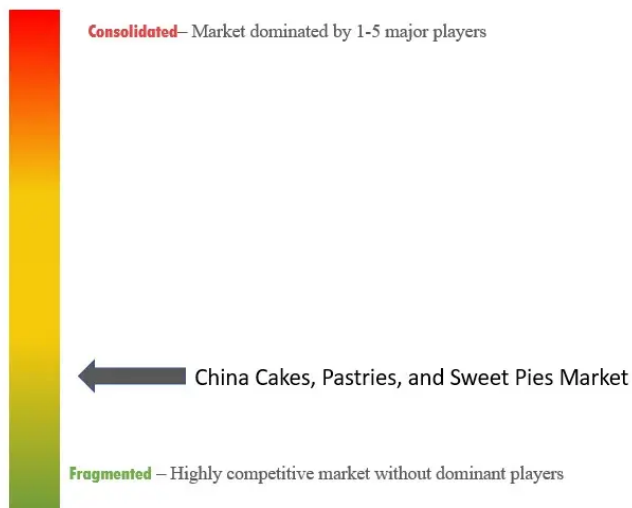 Consolidated– Market dominated by 1-5 major players
China Cakes, Pastries, and Sweet Pies Market
Fragmented – Highly competitive market without dominant players